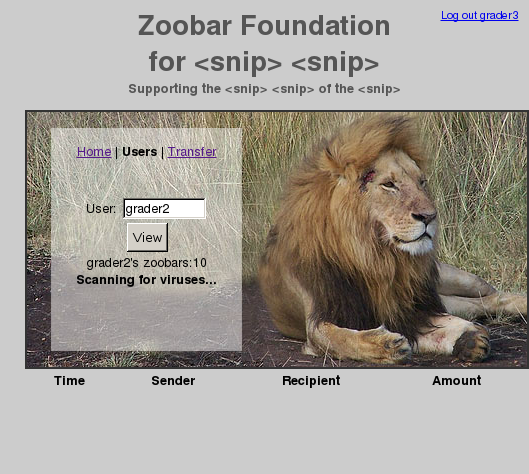 Log out grader3
Zoobar Foundation
for <snip> <snip>
Supporting the <snip> <snip> of the <snip>
Home | Users | Transfer
User: grader2
View
grader2's zoobars:10
Scanning for viruses...
Time Sender Recipient Amount